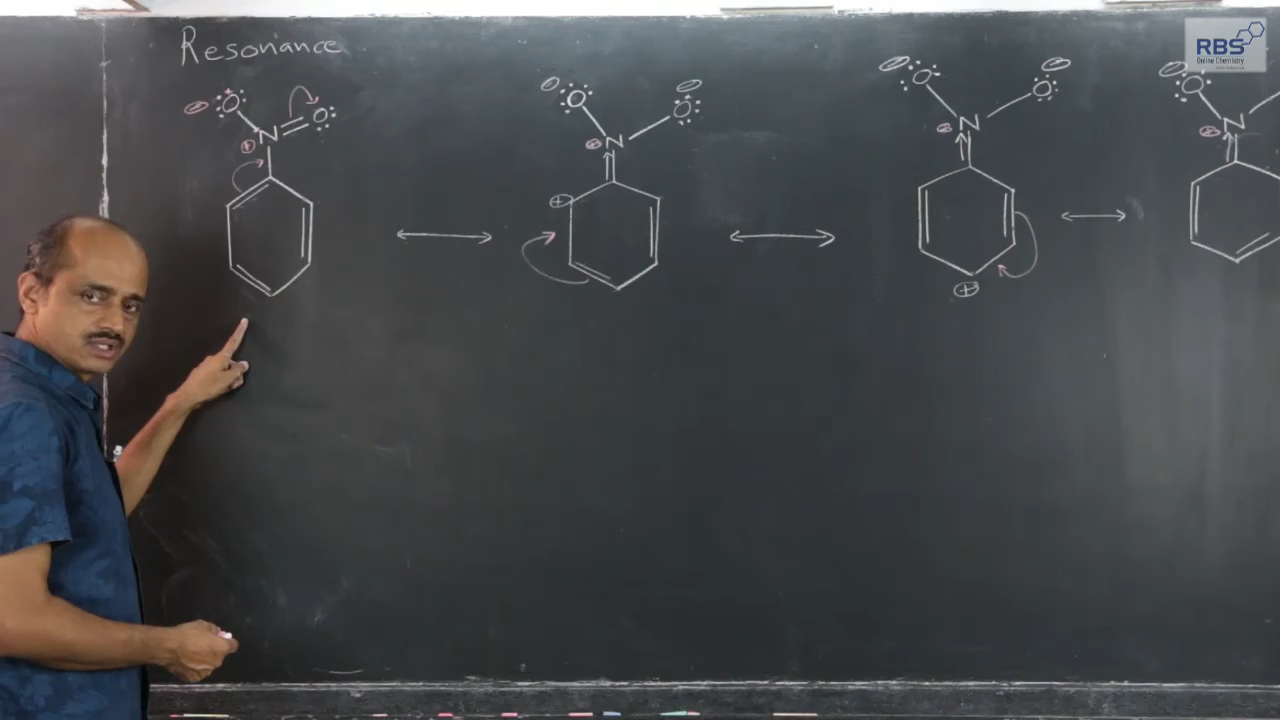 Resonance
RBS
Online Chemistry
⊖ O N O
⊕
⊖ O N O ⊖
⊕
⊕
⊖ O N O ⊖
⊕
⊕
⊖ O N
⊕